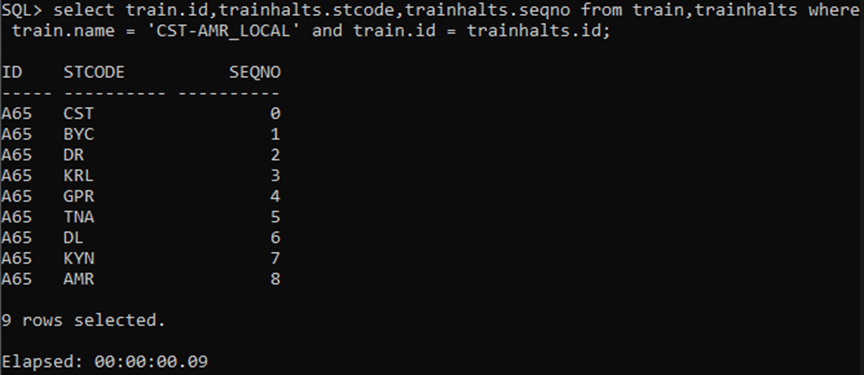 SQL> select train.id,trainhalts.stcode,trainhalts.seqno from train,trainhalts where
train.name = 'CST-AMR_LOCAL' and train.id = trainhalts.id;
ID STCODE SEQNO
----- ---------- ----------
A65 CST 0
A65 BYC 1
A65 DR 2
A65 KRL 3
A65 GPR 4
A65 TNA 5
A65 DL 6
A65 KYN 7
A65 AMR 8
9 rows selected.
Elapsed: 00:00:00.09